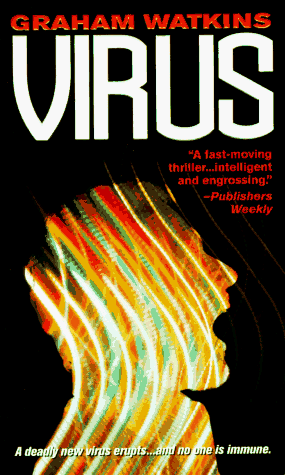 GRAHAM WATKINS
VIRUS
"A fast-moving
thriller...intelligent
and engrossing."
–Publishers
Weekly
A deadly new virus erupts...and no one is immune.